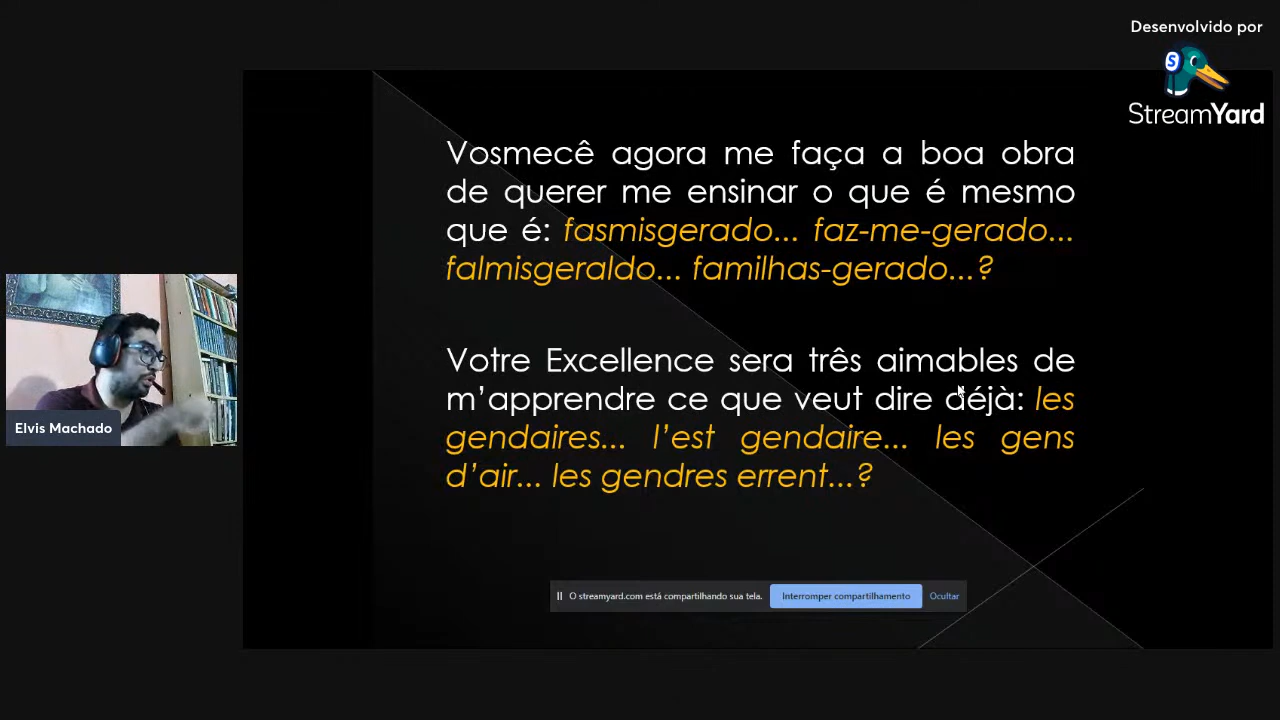 Desenvolvido por
StreamYard
Vosmecê agora me faça a boa obra
de querer me ensinar o que é mesmo
que é: fasmisgerado... faz-me-gerado...
falmisgeraldo... familhas-gerado...?
Votre Excellence sera três aimables de
m’apprendre ce que veut dire déjà: les
gendaires... l’est gendaire... les gens
d’air... les gendres errent...?
Elvis Machado
O streamyard.com está compartilhando sua tela.
Interromper compartilhamento
Ocultar